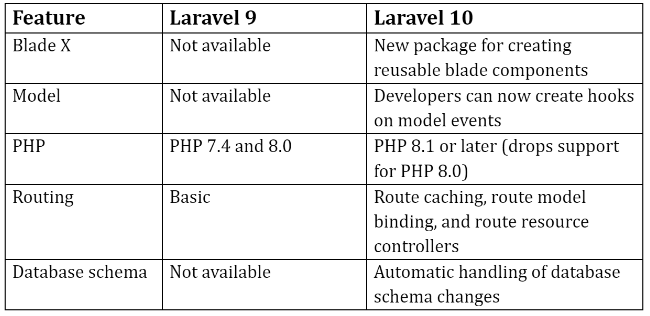 Feature Laravel 9 Laravel 10
Blade X Not available New package for creating
reusable blade components
Model Not available Developers can now create hooks
on model events
PHP PHP 7.4 and 8.0 PHP 8.1 or later (drops support
for PHP 8.0)
Routing Basic Route caching, route model
binding, and route resource
controllers
Database schema Not available Automatic handling of database
schema changes